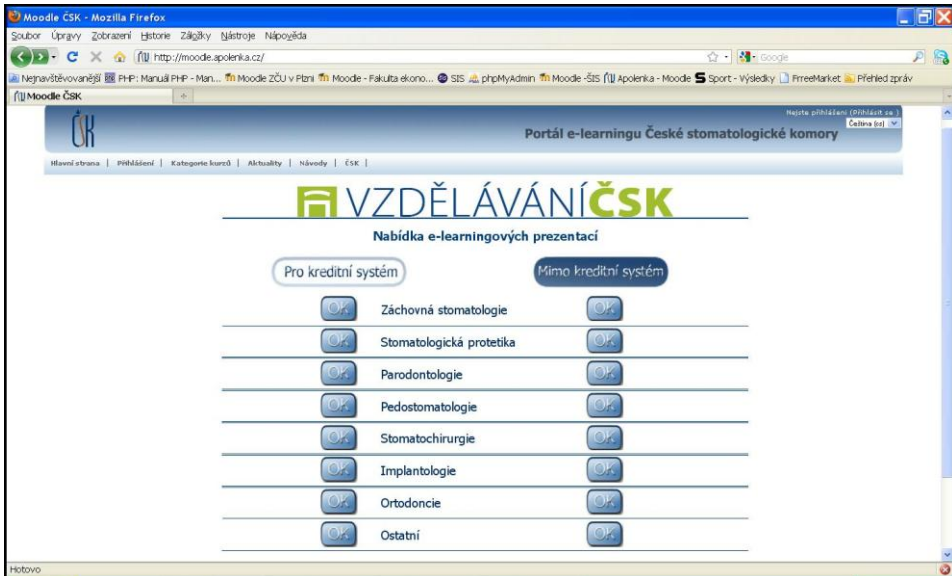 Moodle ČSK - Mozilla Firefox
Soubor Úpravy Zobrazení Historie Záložky Nástroje Nápověda
http://moodle.apolenka.cz/
Google
Nejnavštěvovanější PHP: Manuál PHP - Man... Moodle ZČU v Plzni Moodle - Fakulta ekono... SIS phpMyAdmin Moodle -ŠIS Apolenka - Moodle Sport - Výsledky FrreeMarket Přehled zpráv
Moodle ČSK
Nejste přihlášeni (Přihlásit se)
Čeština (cs)
ČSK
Portál e-learningu České stomatologické komory
Hlavní strana | Přihlášení | Kategorie kurzů | Aktuality | Návody | ČSK |
VZDĚLÁVÁNÍČSK
Nabídka e-learningových prezentací
Pro kreditní systém Mimo kreditní systém
OK Záchovná stomatologie OK
OK Stomatologická protetika OK
OK Parodontologie OK
OK Pedostomatologie OK
OK Stomatochirurgie OK
OK Implantologie OK
OK Ortodoncie OK
OK Ostatní OK
Hotovo